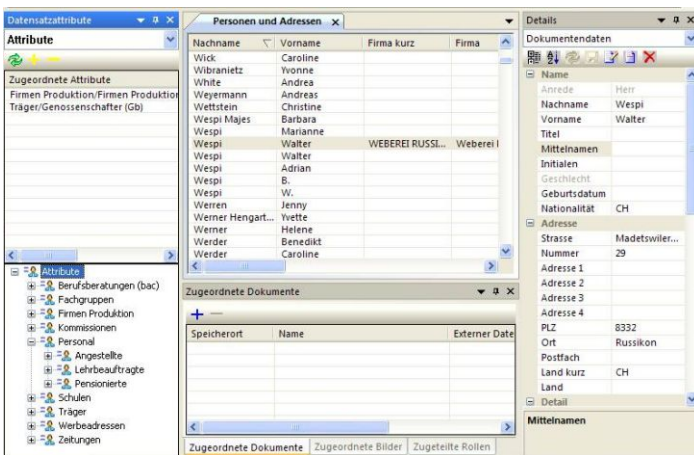 Datensatzattribute
Attribute
Zugeordnete Attribute
Firmen Produktion/Firmen Produktion
Träger/Genossenschafter (Gb)
Attribute
Berufsberatungen (bac)
Fachgruppen
Firmen Produktion
Kommissionen
Personal
Angestellte
Lehrbeauftragte
Pensionierte
Schulen
Träger
Werbeadressen
Zeitungen
Personen und Adressen x
Nachname Vorname Firma kurz Firma
Wick Caroline
Wibranietz Yvonne
White Andrea
Weyermann Andreas
Wettstein Christine
Wespi Majes Barbara
Wespi Marianne
Wespi Walter WEBEREI RUSSI... Weberei
Wespi Walter
Wespi Adrian
Wespi B.
Wespi W.
Werren Jenny
Werner Hengart... Yvette
Werner Helene
Werder Benedikt
Werder Caroline
Zugeordnete Dokumente
Speicherort Name Externer Date
Zugeordnete Dokumente Zugeordnete Bilder Zugeteilte Rollen
Details
Dokumentendaten
Name
Anrede Herr
Nachname Wespi
Vorname Walter
Titel
Mittelnamen
Initialen
Geschlecht
Geburtsdatum
Nationalität CH
Adresse
Strasse Madetswiler...
Nummer 29
Adresse 1
Adresse 2
Adresse 3
Adresse 4
PLZ 8332
Ort Russikon
Postfach
Land kurz CH
Land
Detail
Mittelnamen